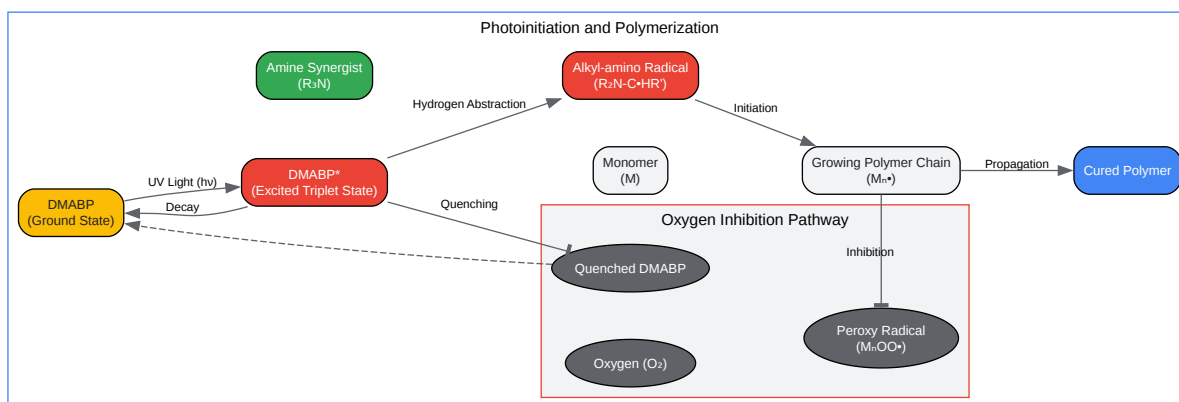 Photoinitiation and Polymerization
Amine Synergist
(R₃N)
Alkyl-amino Radical
(R₂N-C•HR')
Hydrogen Abstraction
Initiation
DMABP
(Ground State)
UV Light (hν)
Decay
DMABP*
(Excited Triplet State)
Monomer
(M)
Growing Polymer Chain
(Mₙ•)
Propagation
Cured Polymer
Quenching
Oxygen Inhibition Pathway
Quenched DMABP
Inhibition
Oxygen (O₂)
Peroxy Radical
(MₙOO•)